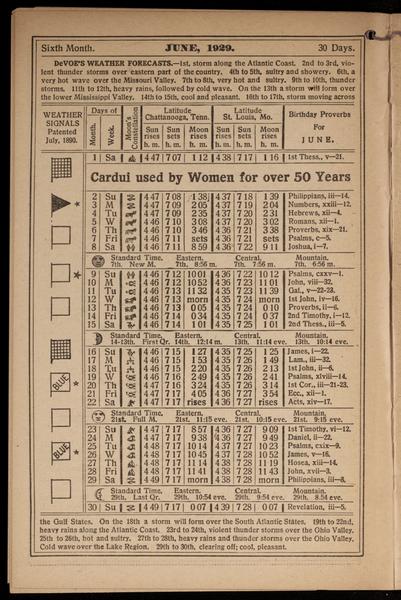 Sixth Month. JUNE, 1929. 30 Days.
DeVOE'S WEATHER FORECASTS.—1st, storm along the Atlantic Coast. 2nd to 3rd, vio-
lent thunder storms over eastern part of the country. 4th to 5th, sultry and showery. 6th, a
very hot wave over the Missouri Valley. 7th to 8th, very hot and sultry. 9th to 10th, thunder
storms. 11th to 12th, heavy rains, followed by cold wave. On the 13th a storm will form over
the lower Mississippi Valley. 14th to 15th, cool and pleasant. 16th to 17th, storm moving across
WEATHER SIGNALS Patented July, 1890.
Days of Month. Week. Moon's Constellation
Latitude Chattanooga, Tenn. Sun rises h. m. Sun sets h. m. Moon rises h. m.
Latitude St. Louis, Mo. Sun rises h. m. Sun sets h. m. Moon rises h. m.
Birthday Proverbs For JUNE.
1 Sa 4 47 7 07 1 12 4 38 7 17 1 16 1st Thess., v—21.
Cardui used by Women for over 50 Years
2 Su 4 47 7 08 1 38 4 37 7 18 1 39 Philippians, iii—14.
3 M 4 47 7 09 2 05 4 37 7 19 2 04 Numbers, xxiii—12.
4 Tu 4 47 7 09 2 35 4 37 7 20 2 31 Hebrews, xii—4.
5 W 4 46 7 10 3 08 4 37 7 20 3 02 Romans, xii—1.
6 Th 4 46 7 10 3 46 4 36 7 21 3 38 Proverbs, xix—21.
7 Fri 4 46 7 11 sets 4 36 7 21 sets Psalms, c—5.
8 Sa 4 46 7 11 8 59 4 36 7 22 9 11 Joshua, i—7.
Standard Time, Eastern. Central. Mountain.
7th. New M. 7th, 8:56 m. 7th, 7:56 m. 7th, 6:56 m.
9 Su 4 46 7 12 10 01 4 36 7 22 10 12 Psalms, cxxv—1.
10 M 4 46 7 12 10 52 4 36 7 23 11 01 John, viii—32.
11 Tu 4 46 7 13 11 32 4 35 7 23 11 39 Gal., v—22-23.
12 W 4 46 7 13 morn 4 35 7 24 morn 1st John, iv—16.
13 Th 4 46 7 13 0 05 4 35 7 24 0 10 Proverbs, ii—6.
14 Fri 4 46 7 14 0 34 4 35 7 24 0 37 2nd Timothy, i—12.
15 Sa 4 46 7 14 1 01 4 35 7 25 1 01 2nd Thess., iii—5.
Standard Time, Eastern. Central. Mountain.
14-13th. First Qr. 14th, 12:14 m. 13th, 11:14 eve. 13th, 10:14 eve.
16 Su 4 46 7 15 1 27 4 35 7 25 1 25 James, i—22.
17 M 4 46 7 15 1 53 4 35 7 26 1 49 Lam., iii—32.
18 Tu 4 46 7 15 2 20 4 35 7 26 2 13 1st John, ii—6.
19 W 4 46 7 16 2 49 4 35 7 26 2 41 Psalms, xlviii—14.
20 Th 4 47 7 16 3 24 4 35 7 26 3 14 1st Cor., iii—21-23.
21 Fri 4 47 7 17 4 05 4 36 7 27 3 54 Ecc., xii—1.
22 Sa 4 47 7 17 rises 4 36 7 27 rises Acts, xiv—17.
BLUE
Standard Time. Eastern. Central. Mountain.
21st. Full M. 21st, 11:15 eve. 21st, 10:15 eve. 21st, 9:15 eve.
23 Su 4 47 7 17 8 57 4 36 7 27 9 09 1st Timothy, vi—12.
24 M 4 47 7 17 9 38 4 36 7 27 9 49 Daniel, ii—22.
25 Tu 4 48 7 17 10 14 4 37 7 27 10 23 Psalms, cxix—9.
26 W 4 48 7 17 10 45 4 37 7 28 10 52 James, v—16.
27 Th 4 48 7 17 11 14 4 38 7 28 11 19 Hosea, xiii—14.
28 Fri 4 48 7 17 11 41 4 38 7 28 11 43 John, xvii—3.
29 Sa 4 49 7 17 morn 4 38 7 28 morn Philippians, iii—8.
BLUE
Standard Time, Eastern. Central. Mountain.
29th. Last Qr. 29th, 10:54 eve. 29th, 9:54 eve. 29th, 8:54 eve.
30 Su 4 49 7 17 0 07 4 39 7 28 0 07 Revelation, iii—5.
the Gulf States. On the 18th a storm will form over the South Atlantic States. 19th to 22nd,
heavy rains along the Atlantic Coast. 23rd to 24th, violent thunder storms over the Ohio Valley.
25th to 26th, hot and sultry. 27th to 28th, heavy rains and thunder storms over the Ohio Valley.
Cold wave over the Lake Region. 29th to 30th, clearing off; cool, pleasant.